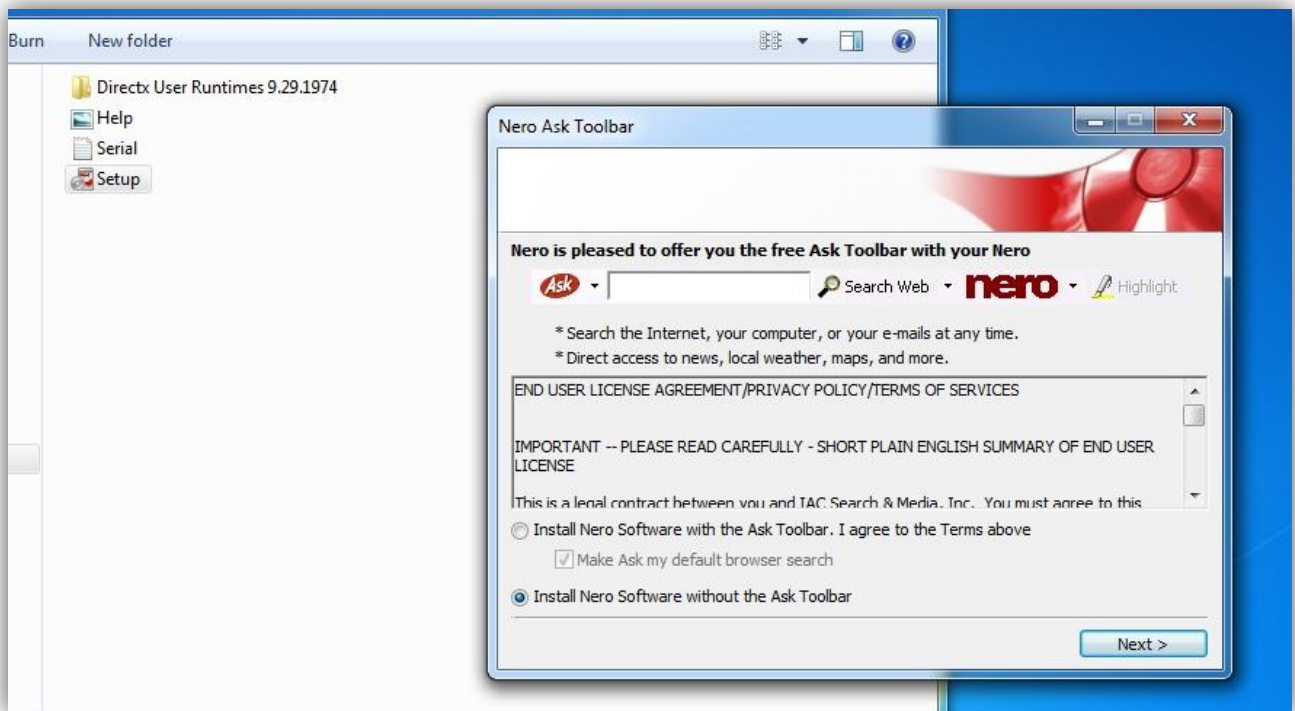 Burn New folder
Directx User Runtimes 9.29.1974
Help
Serial
Setup
Nero Ask Toolbar
Nero is pleased to offer you the free Ask Toolbar with your Nero
Ask Search Web nero Highlight
* Search the Internet, your computer, or your e-mails at any time.
* Direct access to news, local weather, maps, and more.
END USER LICENSE AGREEMENT/PRIVACY POLICY/TERMS OF SERVICES
IMPORTANT -- PLEASE READ CAREFULLY - SHORT PLAIN ENGLISH SUMMARY OF END USER
LICENSE
This is a legal contract between you and IAC Search & Media, Inc. You must agree to this
Install Nero Software with the Ask Toolbar. I agree to the Terms above
Make Ask my default browser search
Install Nero Software without the Ask Toolbar
Next >